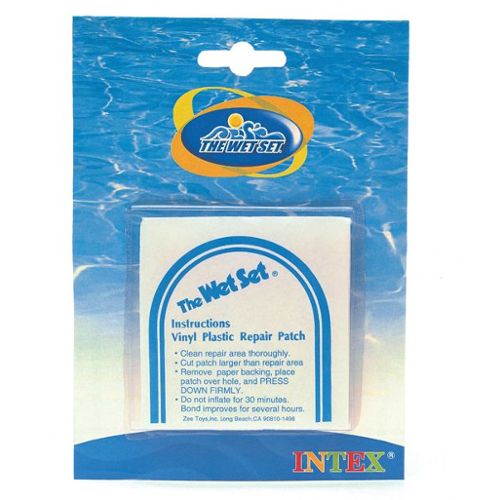 THE WET SET.
The Wet Set ®
Instructions
Vinyl Plastic Repair Patch
• Clean repair area thoroughly.
• Cut patch larger than repair area
• Remove paper backing, place
patch over hole, and PRESS
DOWN FIRMLY.
• Do not inflate for 30 minutes.
Bond improves for several hours.
Zee Toys,Inc. Long Beach,CA 90810-1498
INTEX®